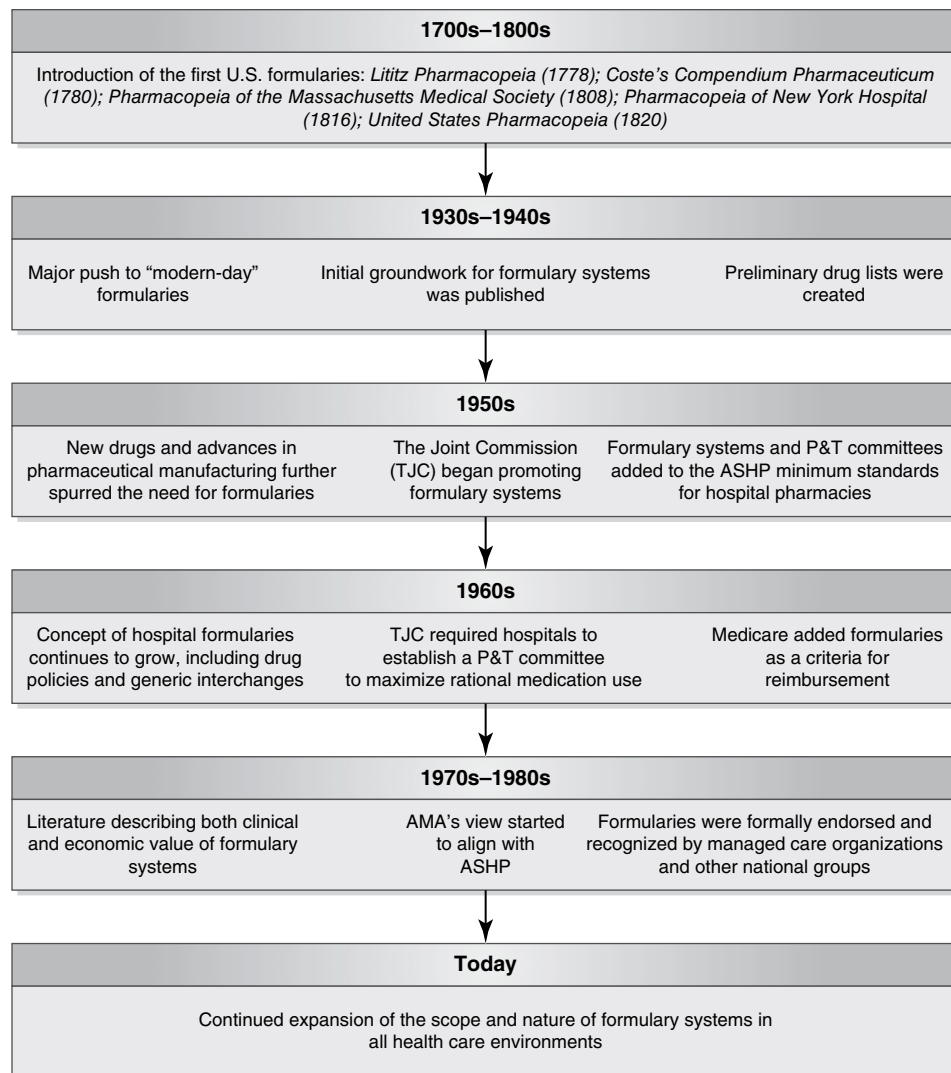 1700s–1800s
Introduction of the first U.S. formularies: Lititz Pharmacopeia (1778); Coste's Compendium Pharmaceuticum
(1780); Pharmacopeia of the Massachusetts Medical Society (1808); Pharmacopeia of New York Hospital
(1816); United States Pharmacopeia (1820)
1930s–1940s
Major push to “modern-day”
formularies
Initial groundwork for formulary systems
was published
Preliminary drug lists were
created
1950s
New drugs and advances in
pharmaceutical manufacturing further
spurred the need for formularies
The Joint Commission
(TJC) began promoting
formulary systems
Formulary systems and P&T committees
added to the ASHP minimum standards
for hospital pharmacies
1960s
Concept of hospital formularies
continues to grow, including drug
policies and generic interchanges
TJC required hospitals to
establish a P&T committee
to maximize rational medication use
Medicare added formularies
as a criteria for
reimbursement
1970s–1980s
Literature describing both clinical
and economic value of formulary
systems
AMA's view started
to align with
ASHP
Formularies were formally endorsed and
recognized by managed care organizations
and other national groups
Today
Continued expansion of the scope and nature of formulary systems in
all health care environments